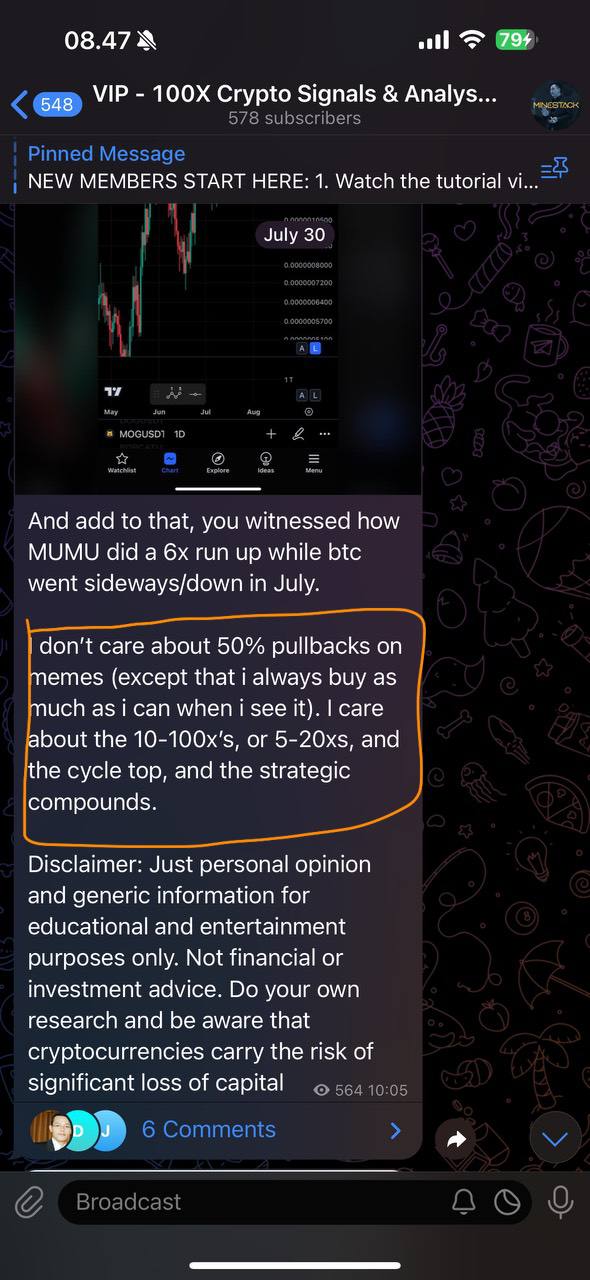 08.47
79
548
VIP - 100X Crypto Signals & Analys...
578 subscribers
MINESTACK
Pinned Message
NEW MEMBERS START HERE: 1. Watch the tutorial vi...
July 30
0.0000008000
0.0000007200
0.0000006400
0.0000005700
A L
1T
A L
May Jun Jul Aug
MOGUSDT 1D
Watchlist Chart Explore Ideas Menu
And add to that, you witnessed how
MUMU did a 6x run up while btc
went sideways/down in July.
I don't care about 50% pullbacks on
memes (except that i always buy as
much as i can when i see it). I care
about the 10-100x's, or 5-20xs, and
the cycle top, and the strategic
compounds.
Disclaimer: Just personal opinion
and generic information for
educational and entertainment
purposes only. Not financial or
investment advice. Do your own
research and be aware that
cryptocurrencies carry the risk of
significant loss of capital
564 10:05
D J
6 Comments
Broadcast